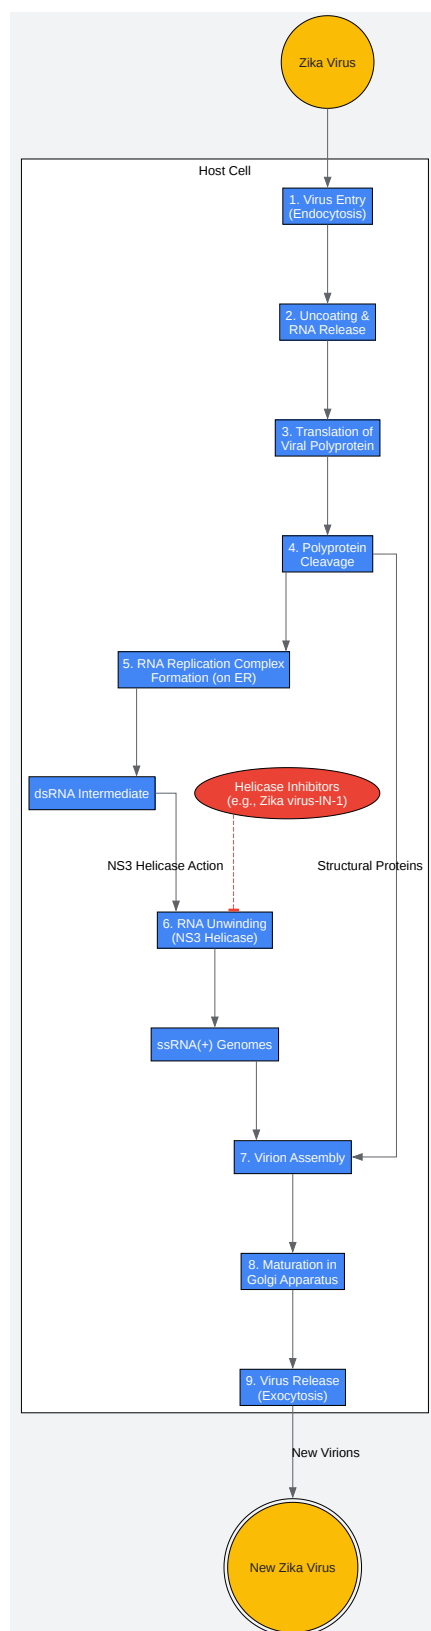 Zika Virus
Host Cell
1. Virus Entry
(Endocytosis)
2. Uncoating &
RNA Release
3. Translation of
Viral Polyprotein
4. Polyprotein
Cleavage
5. RNA Replication Complex
Formation (on ER)
dsRNA Intermediate
Helicase Inhibitors
(e.g., Zika virus-IN-1)
NS3 Helicase Action
Structural Proteins
6. RNA Unwinding
(NS3 Helicase)
ssRNA(+) Genomes
7. Virion Assembly
8. Maturation in
Golgi Apparatus
9. Virus Release
(Exocytosis)
New Virions
New Zika Virus